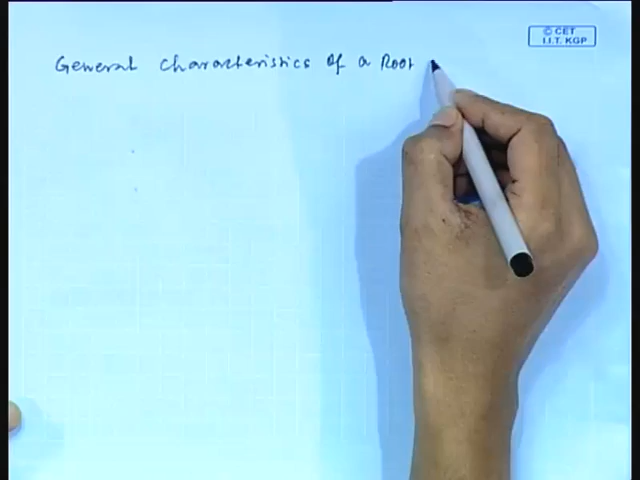 © CET
I.I.T. KGP
General characteristics of a Root